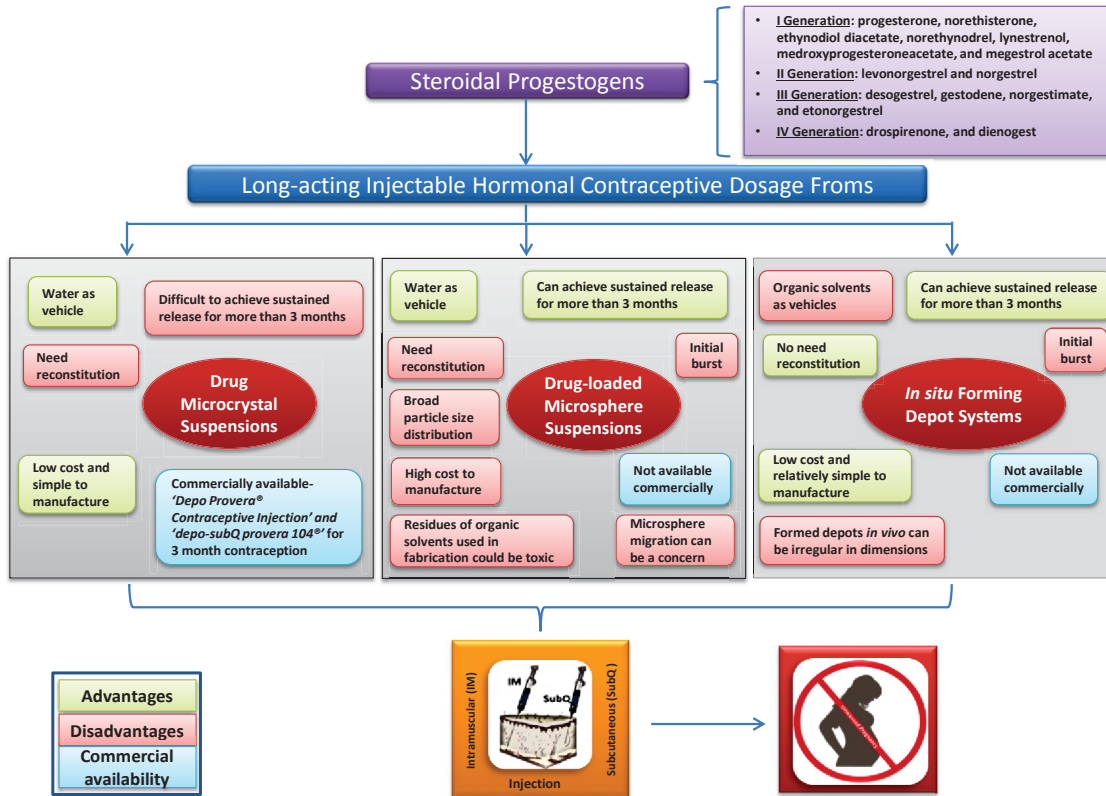 Steroidal Progestogens
• I Generation: progesterone, norethisterone,
ethynodiol diacetate, norethynodrel, lynestrenol,
medroxyprogesteroneacetate, and megestrol acetate
• II Generation: levonorgestrel and norgestrel
• III Generation: desogestrel, gestodene, norgestimate,
and etonorgestrel
• IV Generation: drospirenone, and dienogest
Long-acting Injectable Hormonal Contraceptive Dosage Froms
Water as
vehicle
Difficult to achieve sustained
release for more than 3 months
Need
reconstitution
Drug
Microcrystal
Suspensions
Low cost and
simple to
manufacture
Commercially available-
‘Depo Provera®
Contraceptive Injection’ and
‘depo-subQ provera 104®’ for
3 month contraception
Water as
vehicle
Can achieve sustained release
for more than 3 months
Need
reconstitution
Initial
burst
Broad
particle size
distribution
Drug-loaded
Microsphere
Suspensions
High cost to
manufacture
Not available
commercially
Residues of organic
solvents used in
fabrication could be toxic
Microsphere
migration can
be a concern
Organic solvents
as vehicles
Can achieve sustained release
for more than 3 months
No need
reconstitution
Initial
burst
In situ Forming
Depot Systems
Low cost and
relatively simple to
manufacture
Not available
commercially
Formed depots in vivo can
be irregular in dimensions
Advantages
Disadvantages
Commercial
availability
Intramuscular (IM)
IM
SubQ
Subcutaneous (SubQ)
Injection
Unwanted Pregnancy